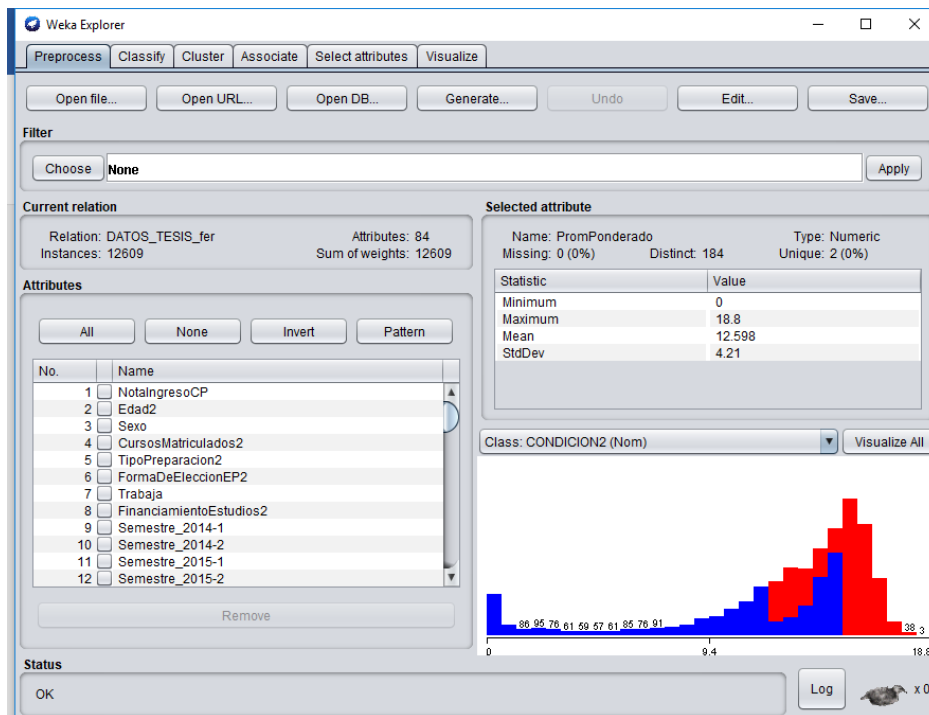 Weka Explorer
Preprocess Classify Cluster Associate Select attributes Visualize
Open file... Open URL... Open DB... Generate... Undo Edit... Save...
Filter
Choose None Apply
Current relation
Relation: DATOS_TESIS_fer Attributes: 84
Instances: 12609 Sum of weights: 12609
Attributes
All None Invert Pattern
No. Name
1 NotaIngresoCP
2 Edad2
3 Sexo
4 CursosMatriculados2
5 TipoPreparacion2
6 FormaDeEleccionEP2
7 Trabaja
8 FinanciamientoEstudios2
9 Semestre_2014-1
10 Semestre_2014-2
11 Semestre_2015-1
12 Semestre_2015-2
Remove
Selected attribute
Name: PromPonderado Type: Numeric
Missing: 0 (0%) Distinct: 184 Unique: 2 (0%)
Statistic Value
Minimum 0
Maximum 18.8
Mean 12.598
StdDev 4.21
Class: CONDICION2 (Nom) Visualize All
86 95 76 61 59 57 61 85 76 91 38 3
0 9.4 18.8
Status
OK Log x 0